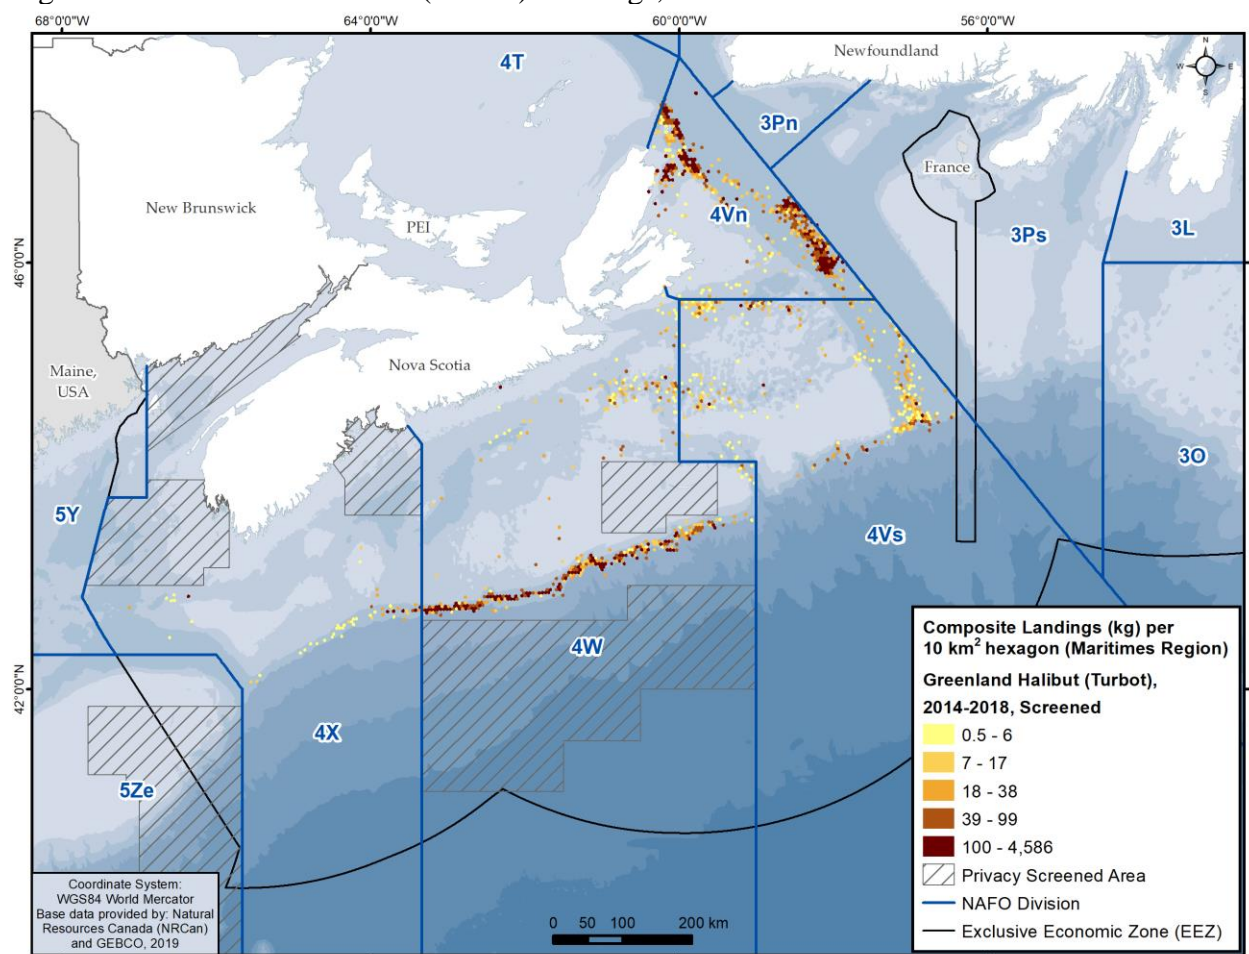 68°0'0"W
64°0'0"W
60°0'0"W
56°0'0"W
46°0'0"N
42°0'0"N
N
W
E
S
Newfoundland
4T
3Pn
France
New Brunswick
PEI
4Vn
3Ps
3L
Maine,
USA
Nova Scotia
3O
5Y
4Vs
4W
4X
5Ze
Composite Landings (kg) per
10 km² hexagon (Maritimes Region)
Greenland Halibut (Turbot),
2014-2018, Screened
0.5 - 6
7 - 17
18 - 38
39 - 99
100 - 4,586
Privacy Screened Area
NAFO Division
Exclusive Economic Zone (EEZ)
Coordinate System:
WGS84 World Mercator
Base data provided by: Natural
Resources Canada (NRCan)
and GEBCO, 2019
0 50 100 200 km